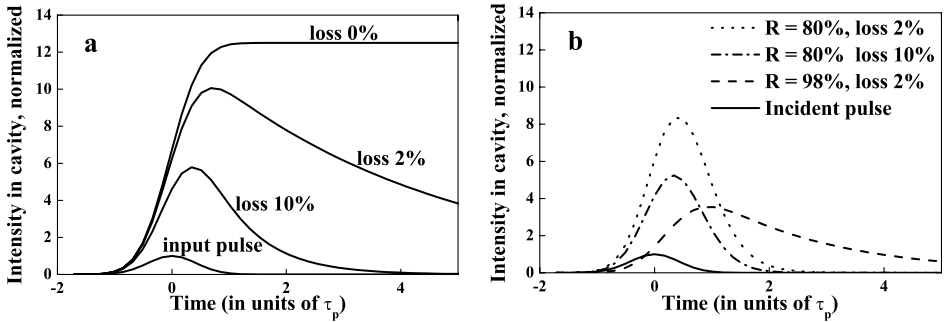 Intensity in cavity, normalized
14
12
10
8
6
4
2
0
a
loss 0%
loss 2%
loss 10%
input pulse
-2
0
2
4
Time (in units of τp)
Intensity in cavity, normalized
14
12
10
8
6
4
2
0
b
R = 80%, loss 2%
R = 80% loss 10%
R = 98%, loss 2%
Incident pulse
-2
0
2
4
Time (in units of τp)